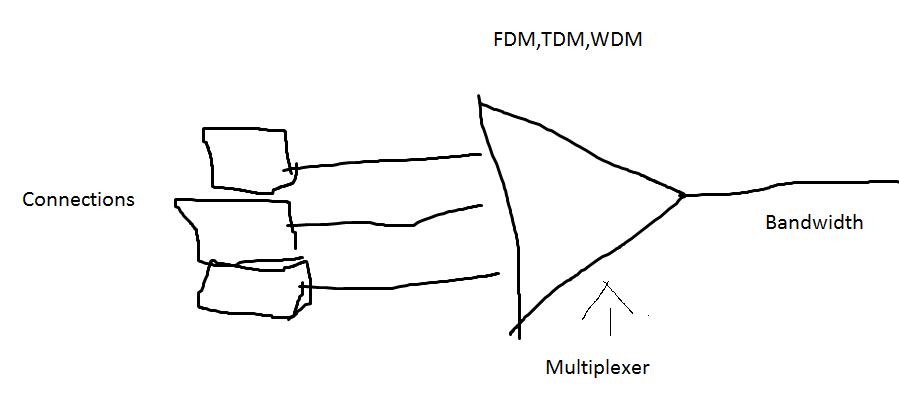 FDM,TDM,WDM
Connections
Bandwidth
Multiplexer